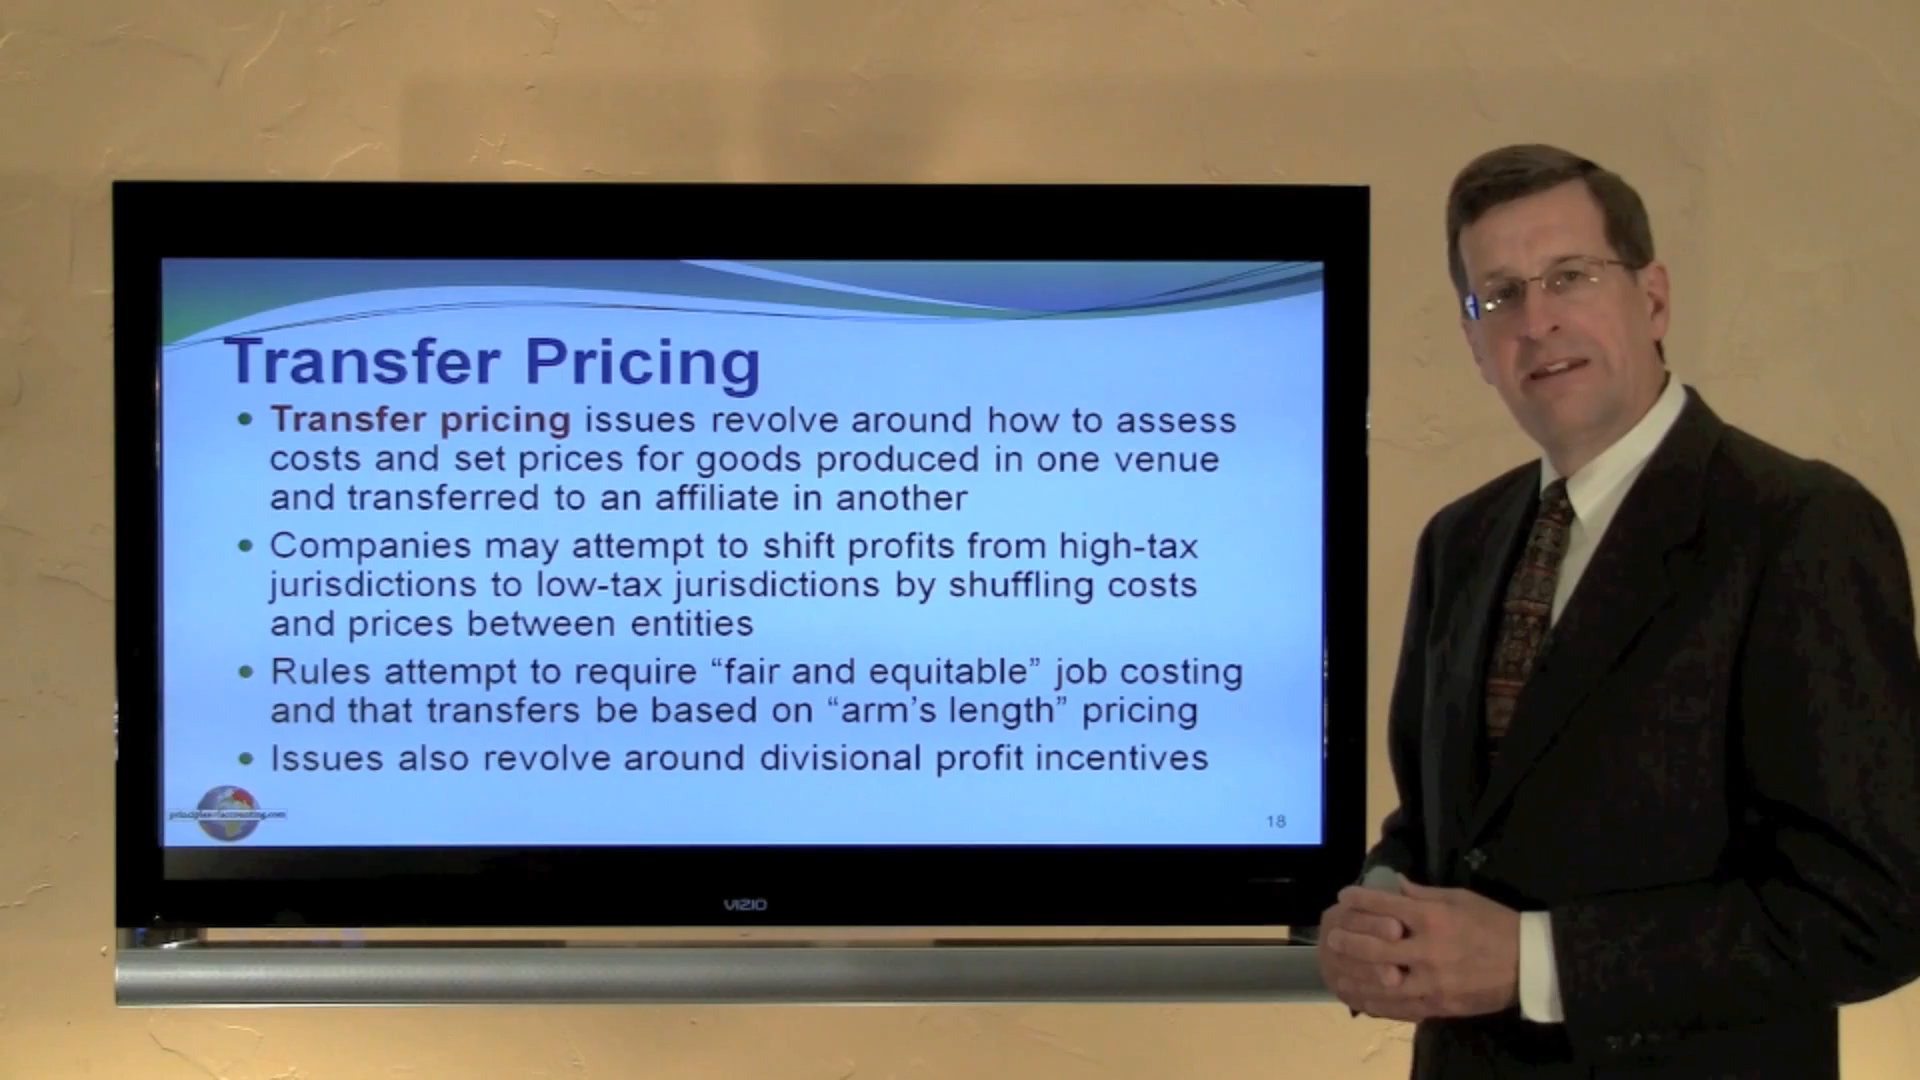 Transfer Pricing
• Transfer pricing issues revolve around how to assess
costs and set prices for goods produced in one venue
and transferred to an affiliate in another
• Companies may attempt to shift profits from high-tax
jurisdictions to low-tax jurisdictions by shuffling costs
and prices between entities
• Rules attempt to require “fair and equitable” job costing
and that transfers be based on “arm’s length” pricing
• Issues also revolve around divisional profit incentives
principlesofaccounting.com
18
VIZIO